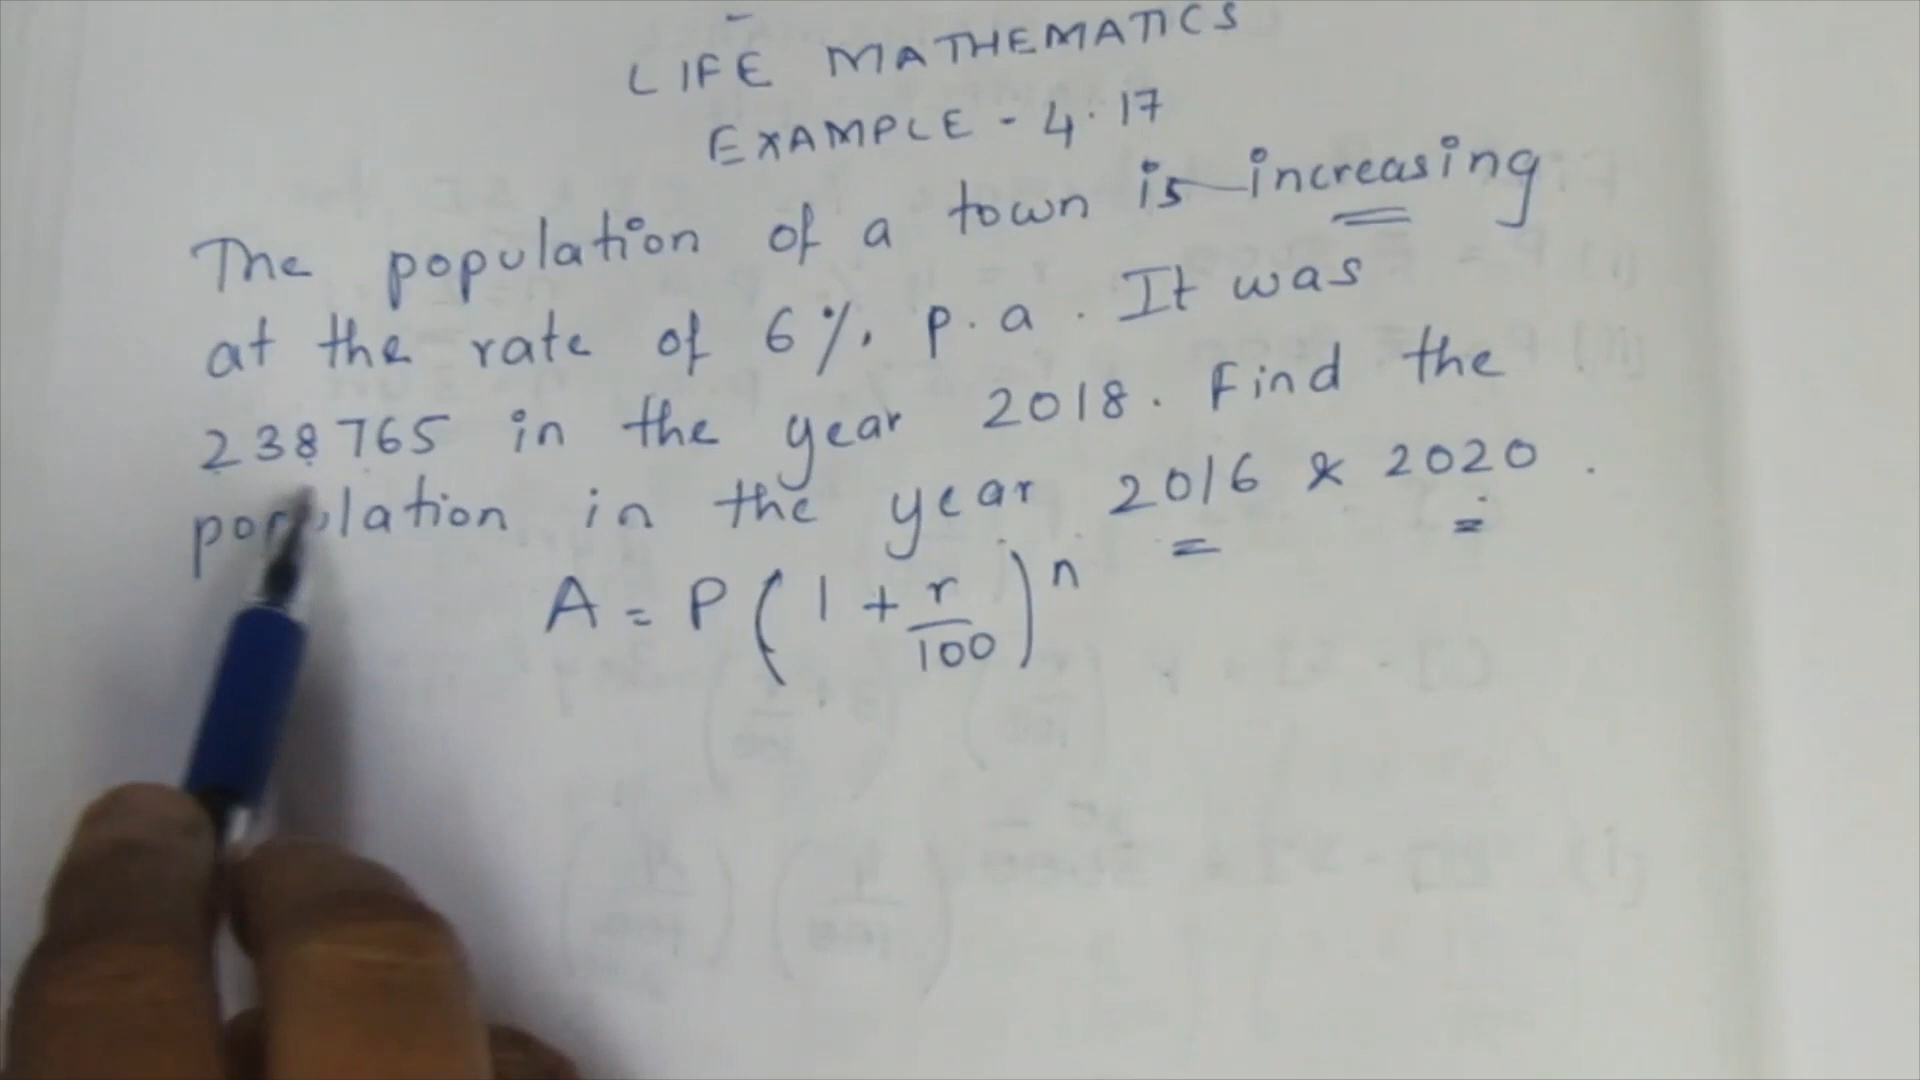 LIFE MATHEMATICS
EXAMPLE - 4.17
The population of a town is increasing
at the rate of 6%. p.a. It was
238765 in the year 2018. Find the
population in the year 2016 & 2020.
A = P(1 + r/100)^n